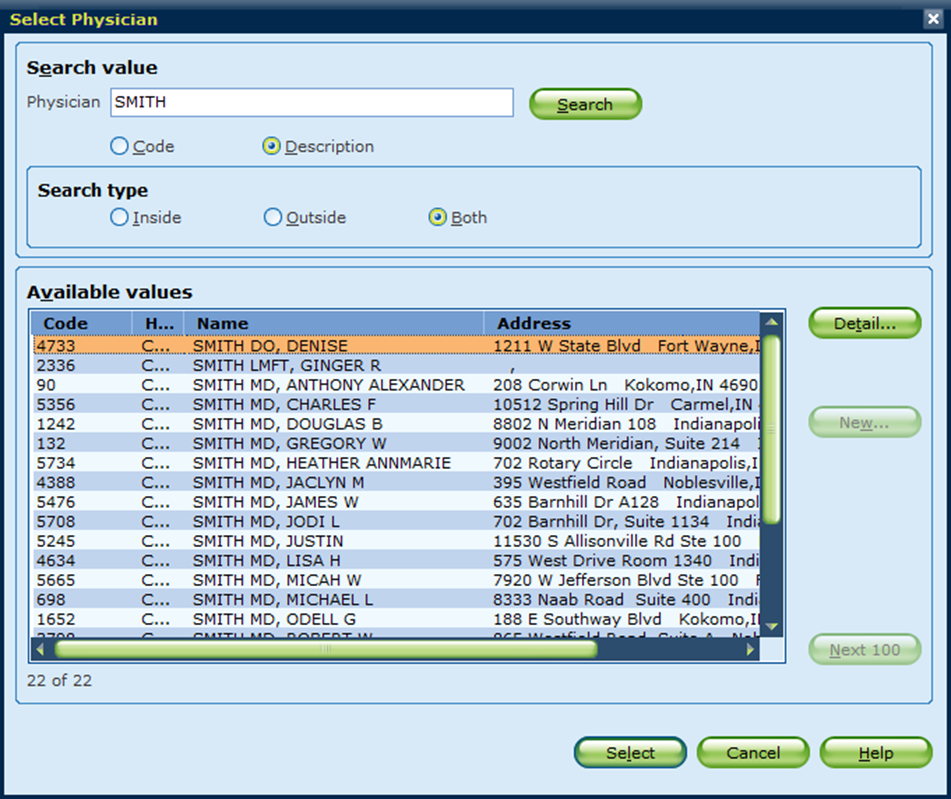 Select Physician
Search value
Physician SMITH Search
Code Description
Search type
Inside Outside Both
Available values
Code H... Name Address
4733 C... SMITH DO, DENISE 1211 W State Blvd Fort Wayne,I
2336 C... SMITH LMFT, GINGER R ,
90 C... SMITH MD, ANTHONY ALEXANDER 208 Corwin Ln Kokomo,IN 4690
5356 C... SMITH MD, CHARLES F 10512 Spring Hill Dr Carmel,IN
1242 C... SMITH MD, DOUGLAS B 8802 N Meridian 108 Indianapoli
132 C... SMITH MD, GREGORY W 9002 North Meridian, Suite 214
5734 C... SMITH MD, HEATHER ANNMARIE 702 Rotary Circle Indianapolis,I
4388 C... SMITH MD, JACLYN M 395 Westfield Road Noblesville,I
5476 C... SMITH MD, JAMES W 635 Barnhill Dr A128 Indianapol
5708 C... SMITH MD, JODI L 702 Barnhill Dr, Suite 1134 Indi
5245 C... SMITH MD, JUSTIN 11530 S Allisonville Rd Ste 100
4634 C... SMITH MD, LISA H 575 West Drive Room 1340 Indi
5665 C... SMITH MD, MICAH W 7920 W Jefferson Blvd Ste 100
698 C... SMITH MD, MICHAEL L 8333 Naab Road Suite 400 Indi
1652 C... SMITH MD, ODELL G 188 E Southway Blvd Kokomo,I
C... SMITH MD, ROBERT W Westfield Road, Suite A
Detail...
New...
Next 100
22 of 22
Select Cancel Help